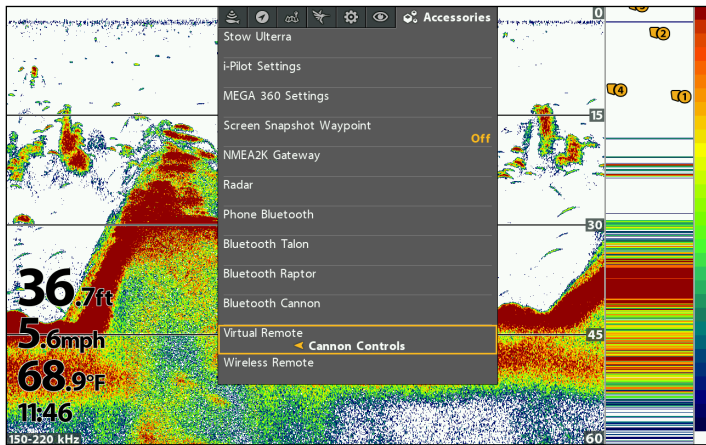 Accessories
Stow Ulterra
i-Pilot Settings
MEGA 360 Settings
Screen Snapshot Waypoint
Off
NMEA2K Gateway
Radar
Phone Bluetooth
Bluetooth Talon
Bluetooth Raptor
Bluetooth Cannon
Virtual Remote
Cannon Controls
Wireless Remote
36.7ft
5.6mph
68.9°F
11:46
150-220 kHz
0
15
30
45
60
2
4
1